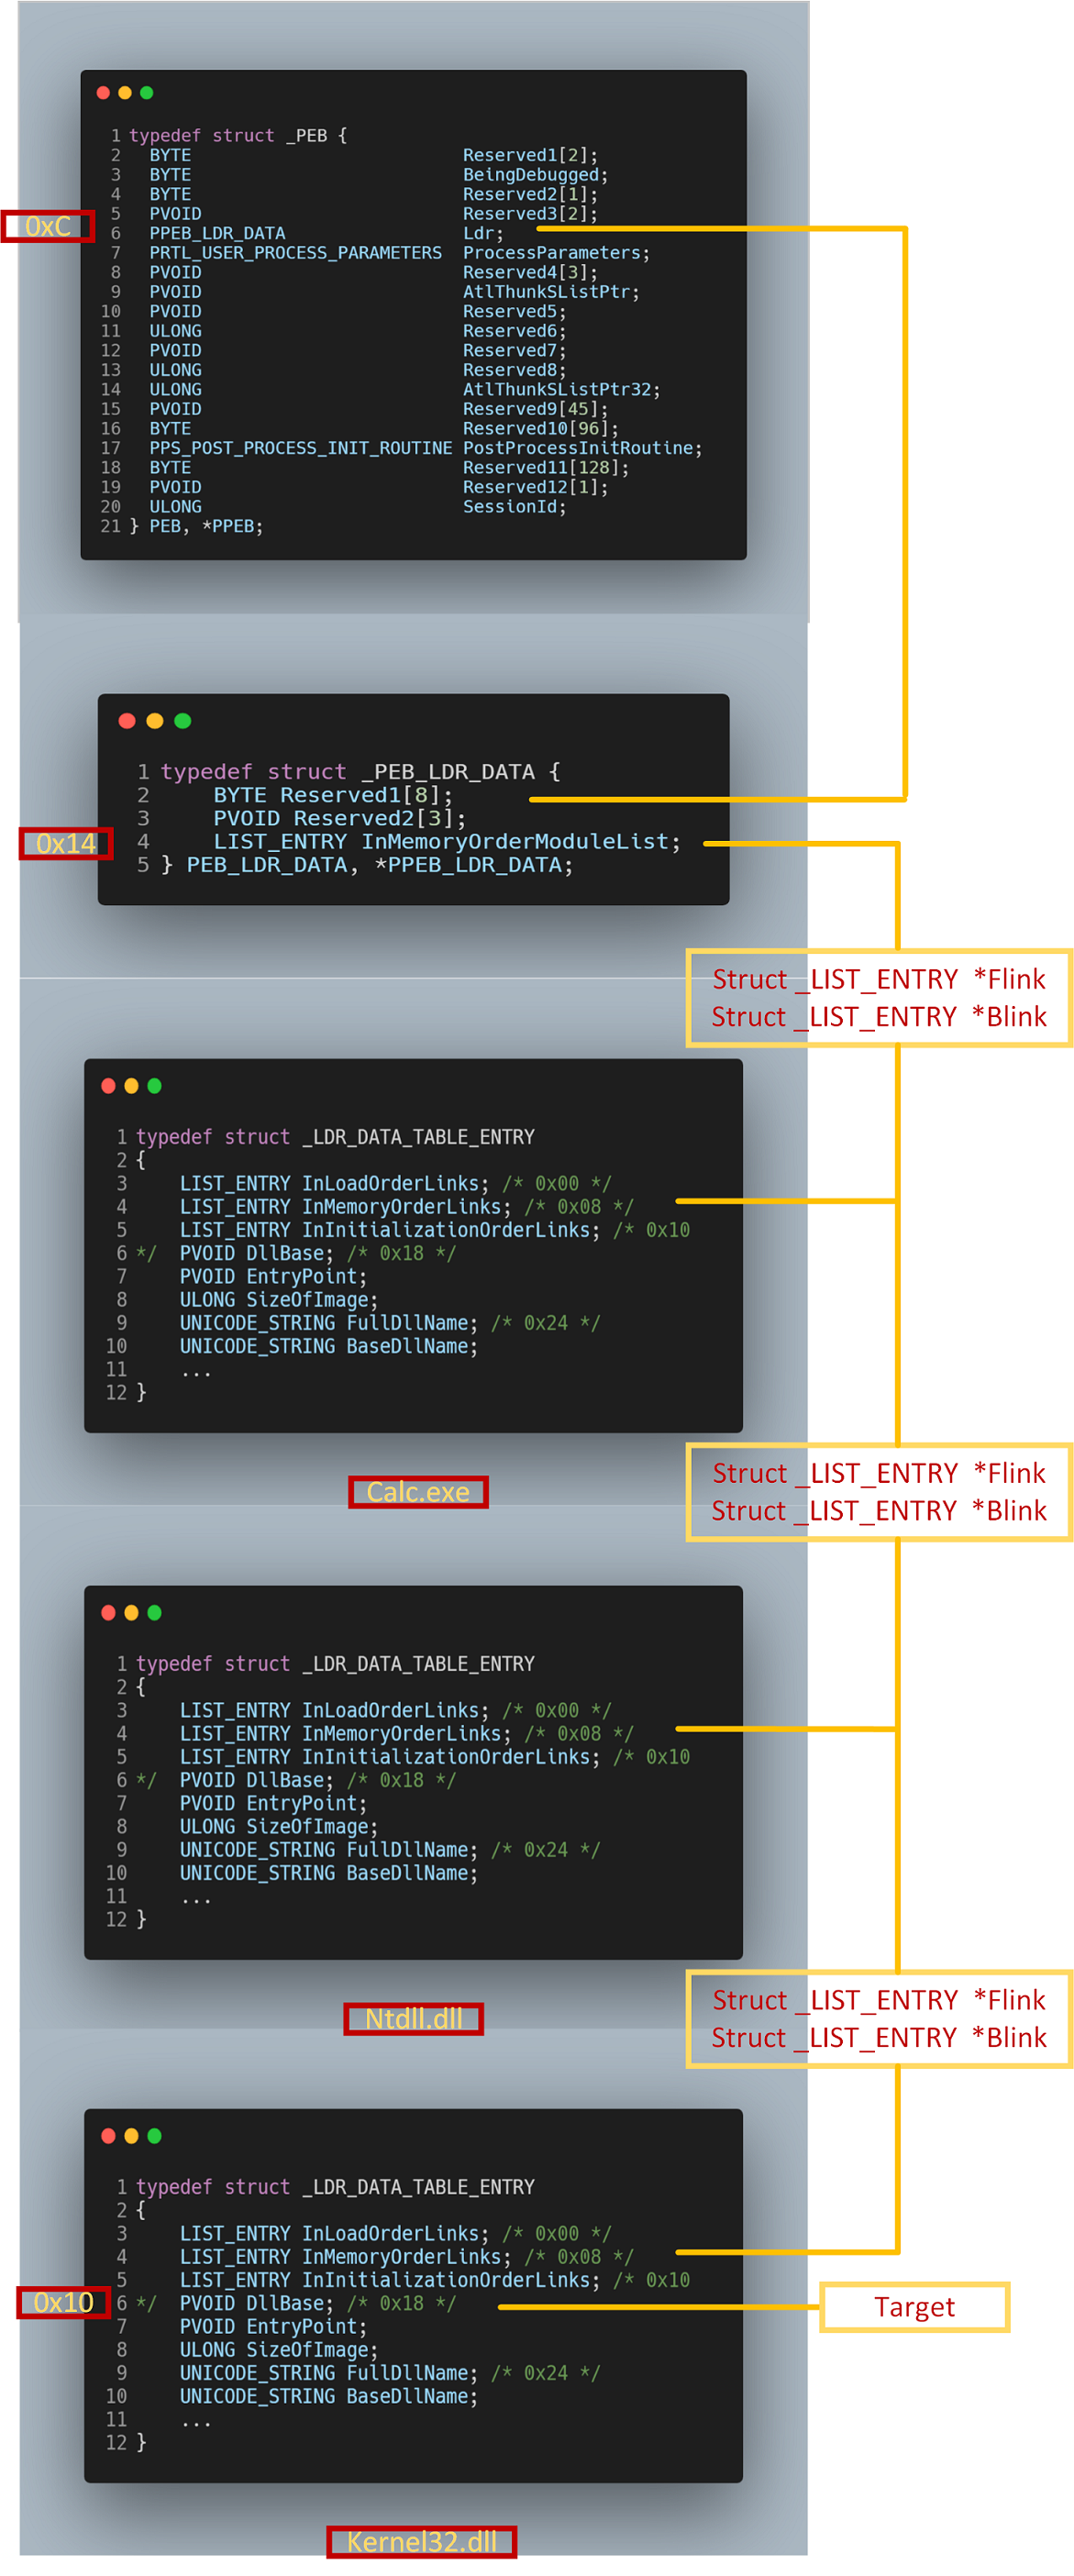 1 typedef struct _PEB {
2 BYTE Reserved1[2];
3 BYTE BeingDebugged;
4 BYTE Reserved2[1];
5 PVOID Reserved3[2];
0xC
6 PPEB_LDR_DATA Ldr;
7 PRTL_USER_PROCESS_PARAMETERS ProcessParameters;
8 PVOID Reserved4[3];
9 PVOID AtlThunkSListPtr;
10 PVOID Reserved5;
11 ULONG Reserved6;
12 PVOID Reserved7;
13 ULONG Reserved8;
14 ULONG AtlThunkSListPtr32;
15 PVOID Reserved9[45];
16 BYTE Reserved10[96];
17 PPS_POST_PROCESS_INIT_ROUTINE PostProcessInitRoutine;
18 BYTE Reserved11[128];
19 PVOID Reserved12[1];
20 ULONG SessionId;
21 } PEB, *PPEB;
1 typedef struct _PEB_LDR_DATA {
2 BYTE Reserved1[8];
3 PVOID Reserved2[3];
0x14
4 LIST_ENTRY InMemoryOrderModuleList;
5 } PEB_LDR_DATA, *PPEB_LDR_DATA;
Struct _LIST_ENTRY *Flink
Struct _LIST_ENTRY *Blink
1 typedef struct _LDR_DATA_TABLE_ENTRY
2 {
3 LIST_ENTRY InLoadOrderLinks; /* 0x00 */
4 LIST_ENTRY InMemoryOrderLinks; /* 0x08 */
5 LIST_ENTRY InInitializationOrderLinks; /* 0x10
6 */ PVOID DllBase; /* 0x18 */
7 PVOID EntryPoint;
8 ULONG SizeOfImage;
9 UNICODE_STRING FullDllName; /* 0x24 */
10 UNICODE_STRING BaseDllName;
11 ...
12 }
Calc.exe
Struct _LIST_ENTRY *Flink
Struct _LIST_ENTRY *Blink
1 typedef struct _LDR_DATA_TABLE_ENTRY
2 {
3 LIST_ENTRY InLoadOrderLinks; /* 0x00 */
4 LIST_ENTRY InMemoryOrderLinks; /* 0x08 */
5 LIST_ENTRY InInitializationOrderLinks; /* 0x10
6 */ PVOID DllBase; /* 0x18 */
7 PVOID EntryPoint;
8 ULONG SizeOfImage;
9 UNICODE_STRING FullDllName; /* 0x24 */
10 UNICODE_STRING BaseDllName;
11 ...
12 }
Ntdll.dll
Struct _LIST_ENTRY *Flink
Struct _LIST_ENTRY *Blink
1 typedef struct _LDR_DATA_TABLE_ENTRY
2 {
3 LIST_ENTRY InLoadOrderLinks; /* 0x00 */
4 LIST_ENTRY InMemoryOrderLinks; /* 0x08 */
5 LIST_ENTRY InInitializationOrderLinks; /* 0x10
0x10
6 */ PVOID DllBase; /* 0x18 */
Target
7 PVOID EntryPoint;
8 ULONG SizeOfImage;
9 UNICODE_STRING FullDllName; /* 0x24 */
10 UNICODE_STRING BaseDllName;
11 ...
12 }
Kernel32.dll